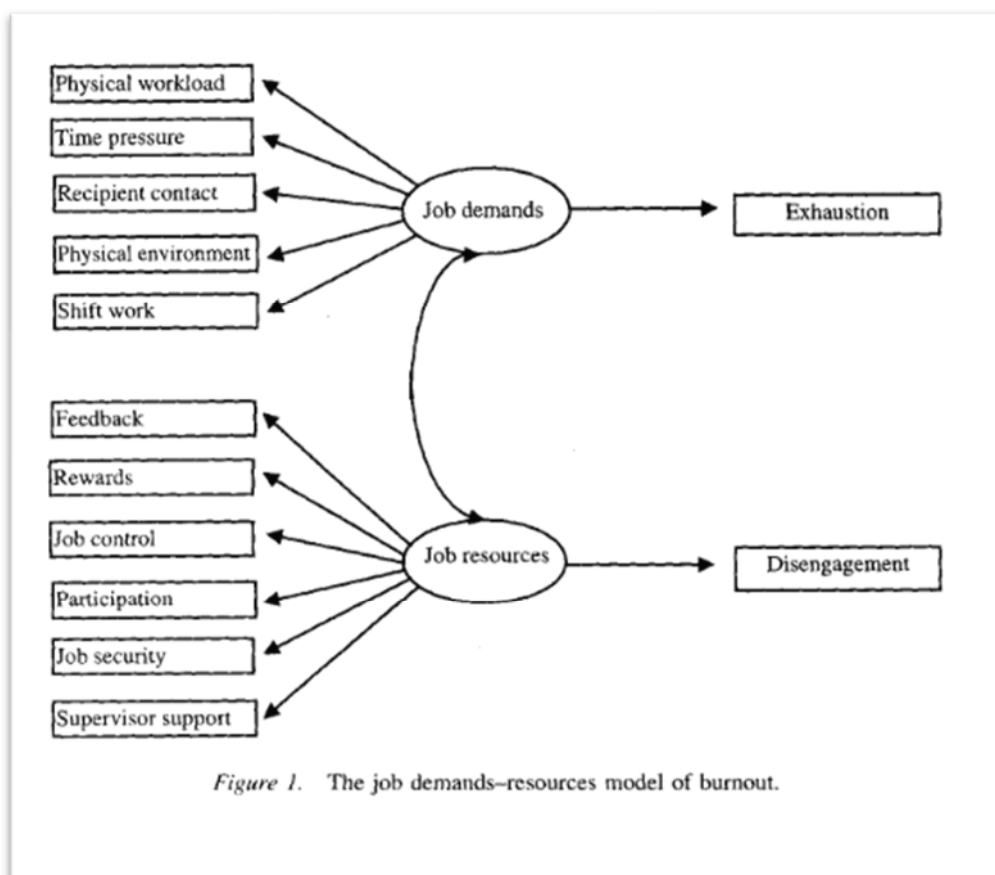 Physical workload
Time pressure
Recipient contact
Physical environment
Shift work
Job demands
Exhaustion
Feedback
Rewards
Job control
Participation
Job security
Supervisor support
Job resources
Disengagement
Figure 1. The job demands–resources model of burnout.